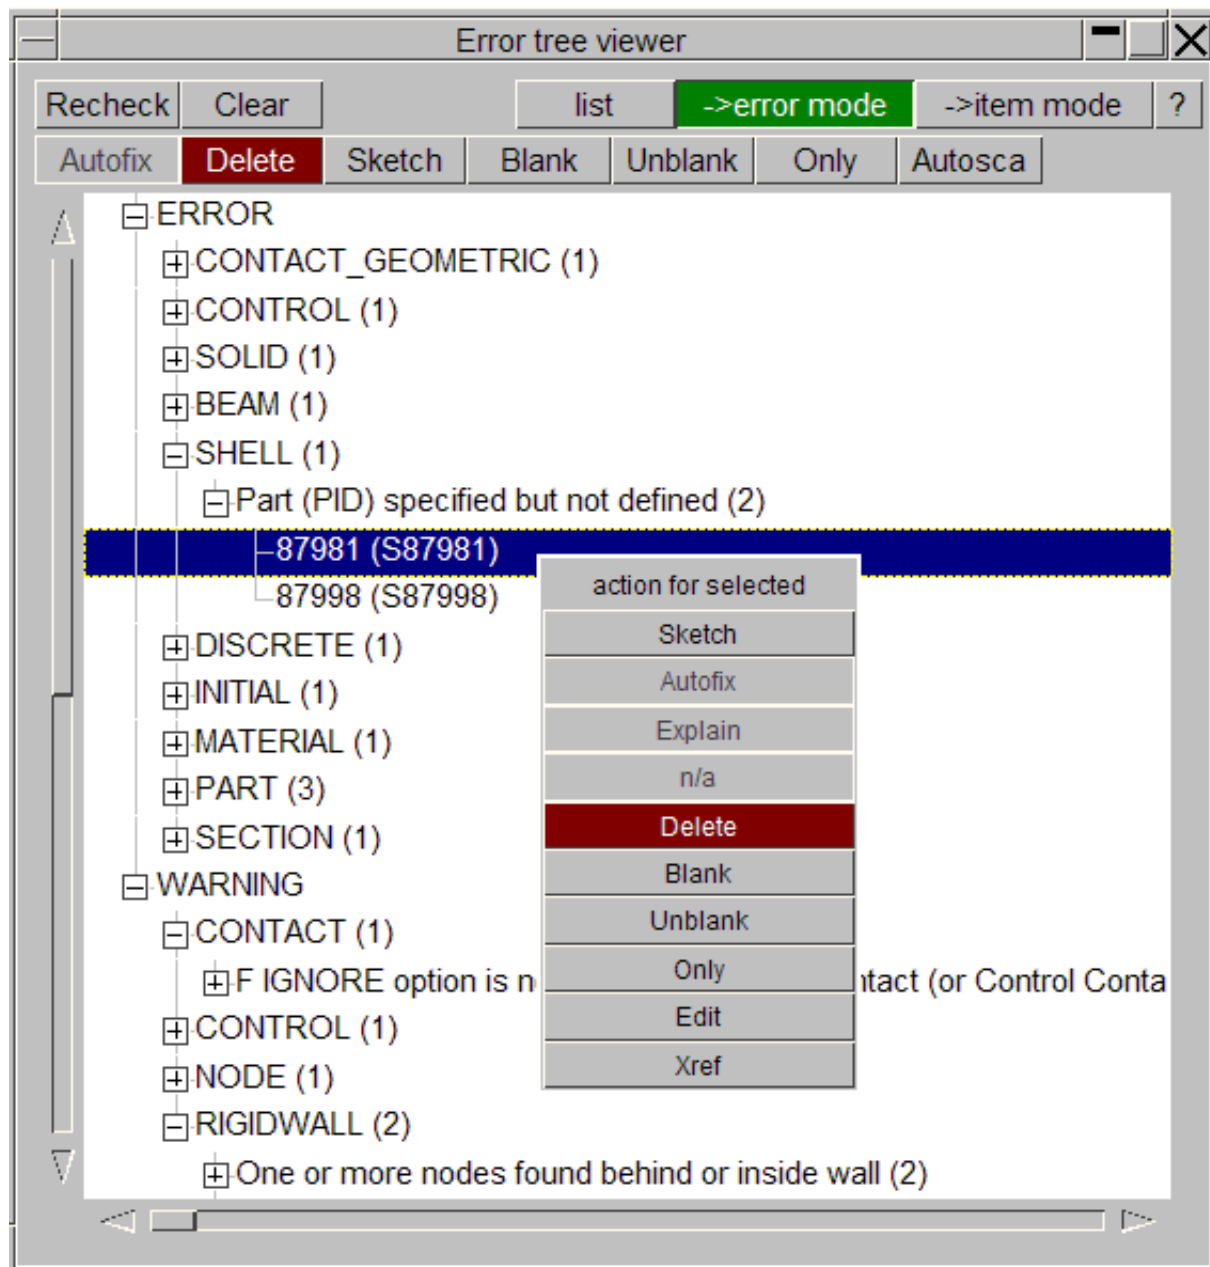 Error tree viewer
Recheck Clear list ->error mode ->item mode ?
Autofix Delete Sketch Blank Unblank Only Autosca
ERROR
CONTACT_GEOMETRIC (1)
CONTROL (1)
SOLID (1)
BEAM (1)
SHELL (1)
Part (PID) specified but not defined (2)
87981 (S87981)
87998 (S87998)
DISCRETE (1)
INITIAL (1)
MATERIAL (1)
PART (3)
SECTION (1)
WARNING
CONTACT (1)
F IGNORE option is n ntact (or Control Conta
CONTROL (1)
NODE (1)
RIGIDWALL (2)
One or more nodes found behind or inside wall (2)
action for selected
Sketch
Autofix
Explain
n/a
Delete
Blank
Unblank
Only
Edit
Xref